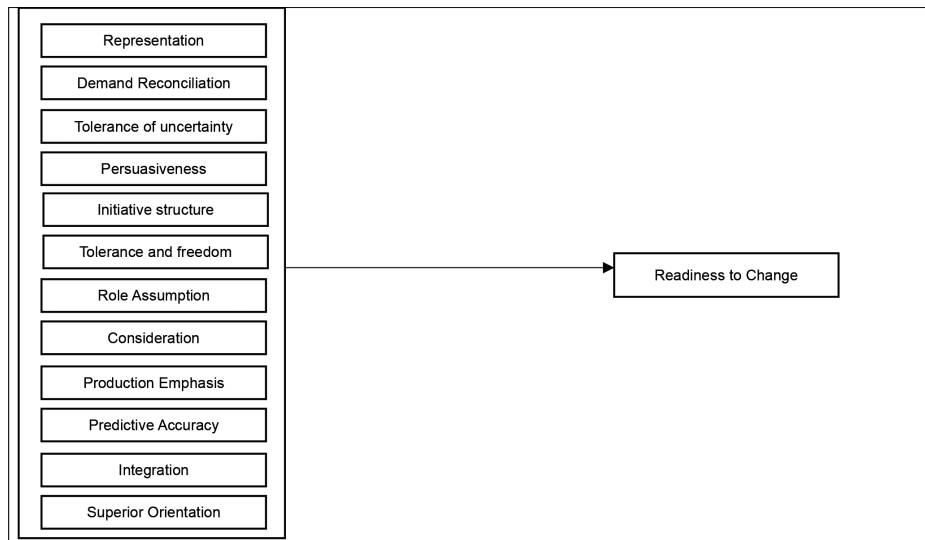 Representation
Demand Reconciliation
Tolerance of uncertainty
Persuasiveness
Initiative structure
Tolerance and freedom
Role Assumption
Consideration
Production Emphasis
Predictive Accuracy
Integration
Superior Orientation
Readiness to Change